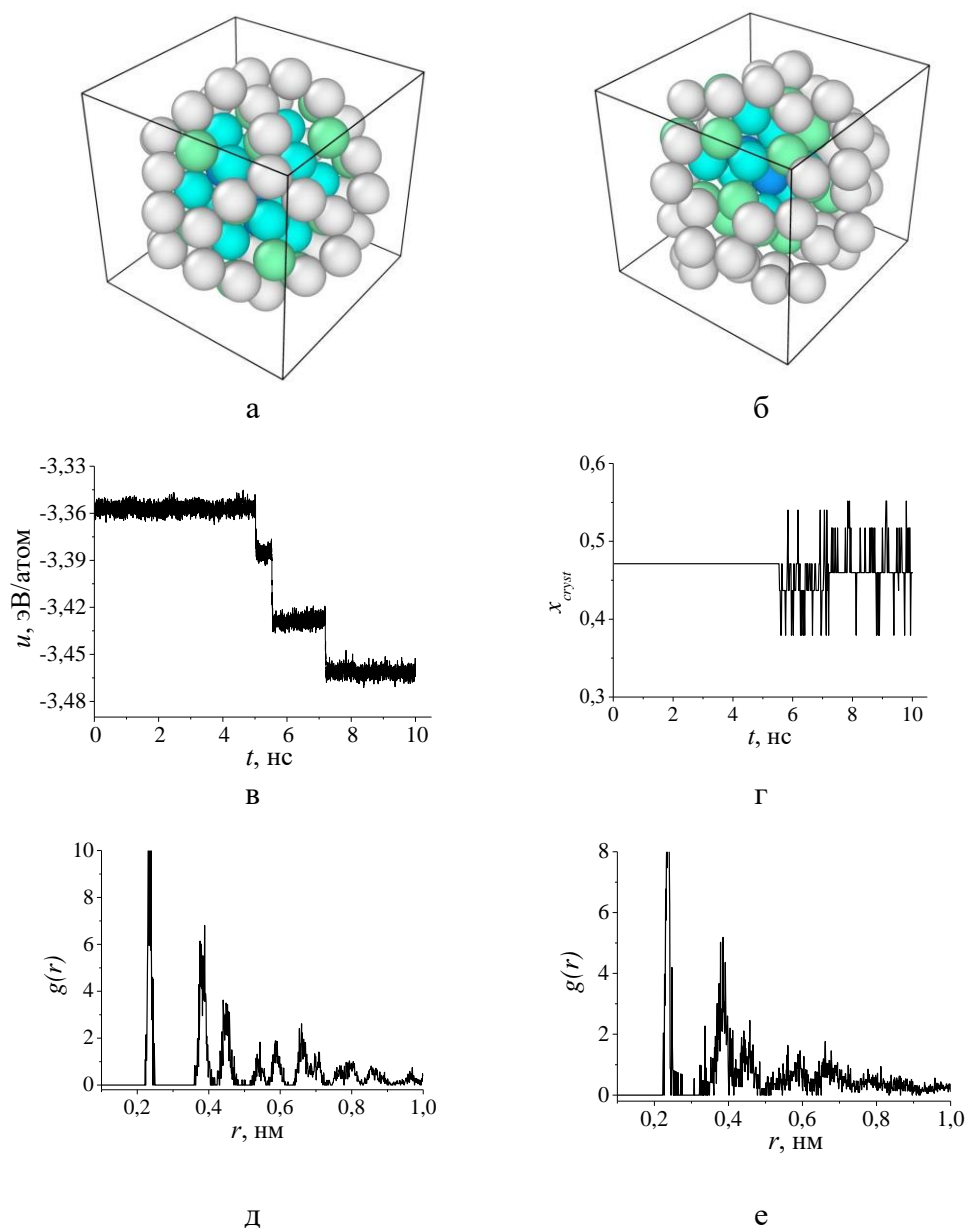 а
б
-3,33
-3,36
-3,39
-3,42
-3,45
-3,48
u, эВ/атом
0 2 4 6 8 10
t, нс
в
0,6
0,5
0,4
0,3
x_cryst
0 2 4 6 8 10
t, нс
г
10
8
6
4
2
0
g(r)
0,2 0,4 0,6 0,8 1,0
r, нм
д
8
6
4
2
0
g(r)
0,2 0,4 0,6 0,8 1,0
r, нм
е